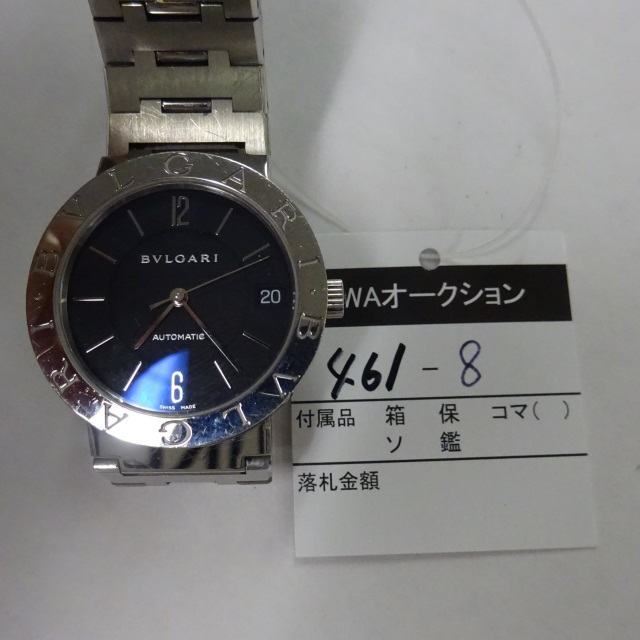 BVLGARI BVLGARI
12
BVLGARI
20
AUTOMATIC
6
SWISS MADE
WAオークション
461-8
付属品 箱 保 コマ( )
ソ 鑑
落札金額